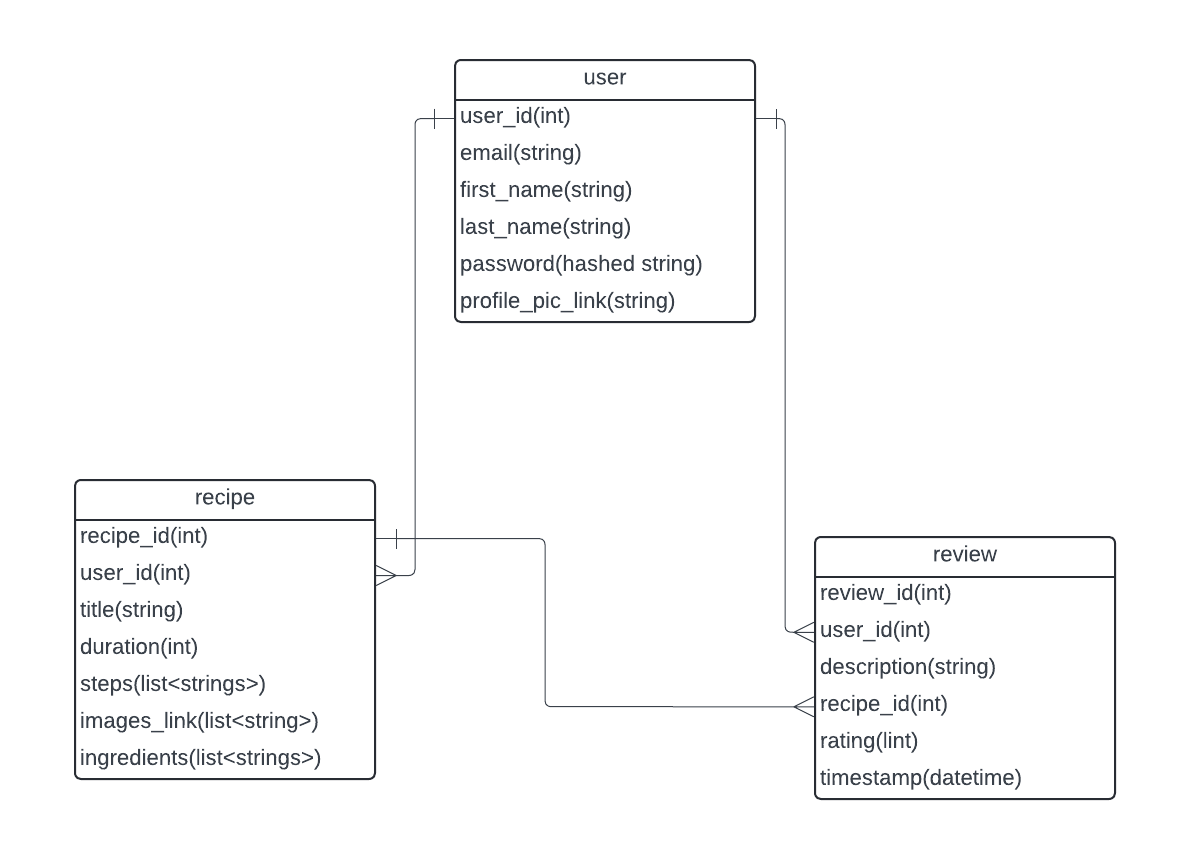 user
user_id(int)
email(string)
first_name(string)
last_name(string)
password(hashed string)
profile_pic_link(string)
recipe
recipe_id(int)
user_id(int)
title(string)
duration(int)
steps(list<strings>)
images_link(list<string>)
ingredients(list<strings>)
review
review_id(int)
user_id(int)
description(string)
recipe_id(int)
rating(lint)
timestamp(datetime)